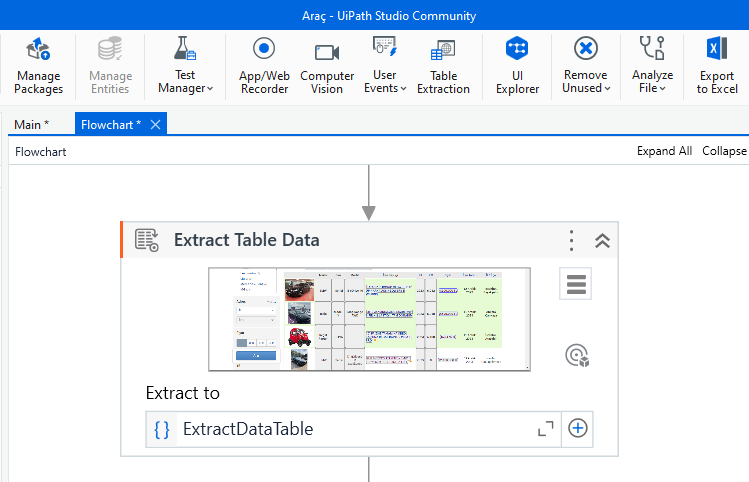 Araç - UiPath Studio Community
Manage Packages
Manage Entities
Test Manager
App/Web Recorder
Computer Vision
User Events
Table Extraction
UI Explorer
Remove Unused
Analyze File
Export to Excel
Main *
Flowchart *
Flowchart
Expand All
Collapse
Extract Table Data
Extract to
{} ExtractDataTable